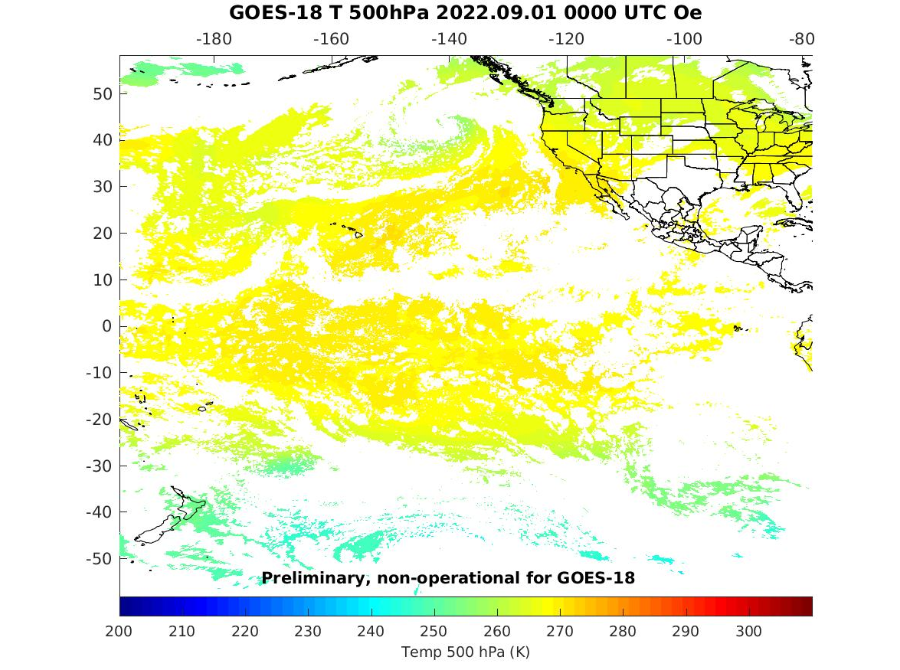 GOES-18 T 500hPa 2022.09.01 0000 UTC Oe
-180 -160 -140 -120 -100 -80
50
40
30
20
10
0
-10
-20
-30
-40
-50
Preliminary, non-operational for GOES-18
200 210 220 230 240 250 260 270 280 290 300
Temp 500 hPa (K)